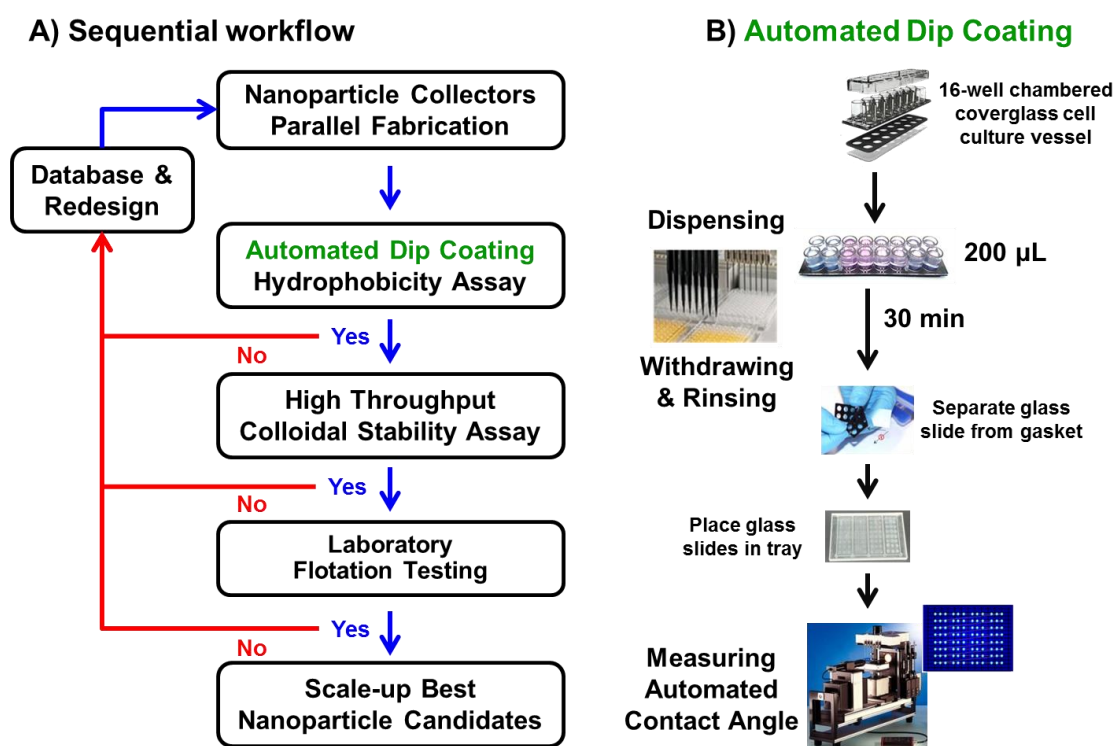 A) Sequential workflow
Nanoparticle Collectors
Parallel Fabrication
Database &
Redesign
Automated Dip Coating
Hydrophobicity Assay
Yes
No
High Throughput
Colloidal Stability Assay
Yes
No
Laboratory
Flotation Testing
Yes
No
Scale-up Best
Nanoparticle Candidates
B) Automated Dip Coating
16-well chambered
coverglass cell
culture vessel
Dispensing
200 µL
30 min
Withdrawing
& Rinsing
Separate glass
slide from gasket
Place glass
slides in tray
Measuring
Automated
Contact Angle